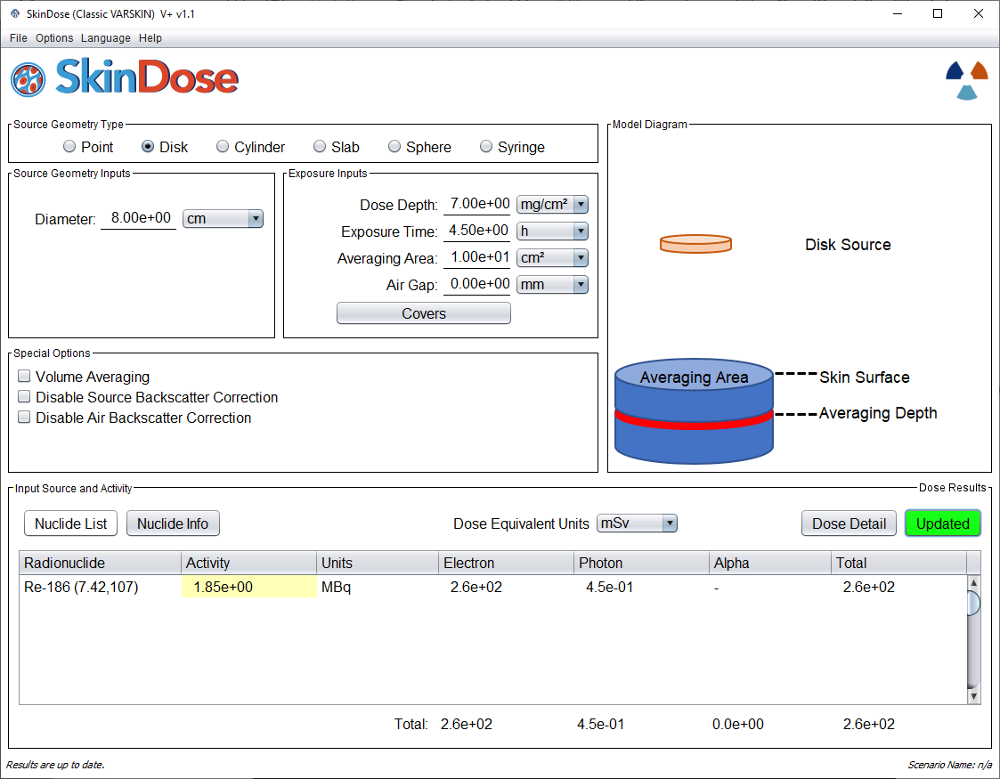 SkinDose (Classic VARSKIN) V+ v1.1
File Options Language Help
SkinDose
Source Geometry Type
Point Disk Cylinder Slab Sphere Syringe
Source Geometry Inputs
Diameter: 8.00e+00 cm
Exposure Inputs
Dose Depth: 7.00e+00 mg/cm²
Exposure Time: 4.50e+00 h
Averaging Area: 1.00e+01 cm²
Air Gap: 0.00e+00 mm
Covers
Special Options
Volume Averaging
Disable Source Backscatter Correction
Disable Air Backscatter Correction
Model Diagram
Disk Source
Averaging Area
Skin Surface
Averaging Depth
Input Source and Activity Dose Results
Nuclide List Nuclide Info Dose Equivalent Units mSv Dose Detail Updated
Radionuclide Activity Units Electron Photon Alpha Total
Re-186 (7.42,107) 1.85e+00 MBq 2.6e+02 4.5e-01 - 2.6e+02
Total: 2.6e+02 4.5e-01 0.0e+00 2.6e+02
Results are up to date. Scenario Name: n/a